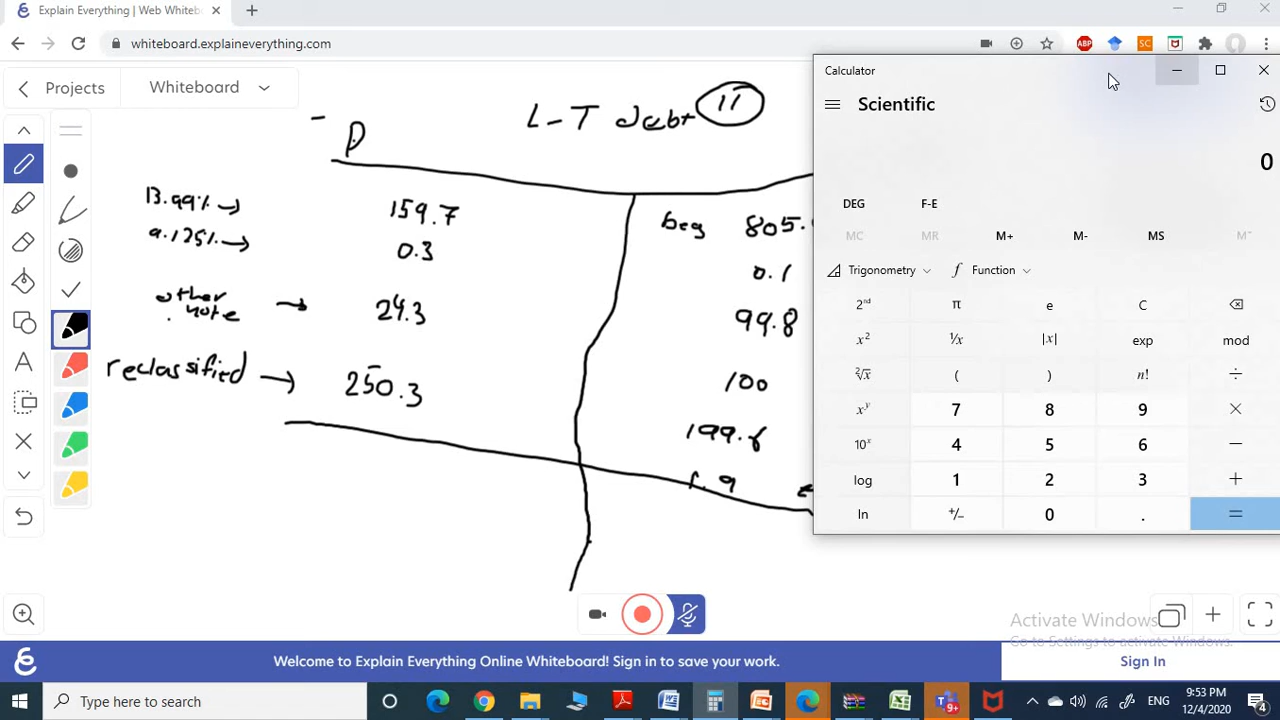 Explain Everything | Web Whiteb
whiteboard.explaineverything.com
ABP
SC
Projects
Whiteboard
D
L-T debt 11
13.99% →
159.7
beg 805.
9.125% →
0.3
0.1
other note →
24.3
99.8
reclassified →
250.3
100
199.6
Calculator
Scientific
0
DEG
F-E
MC
MR
M+
M-
MS
M˅
Trigonometry
Function
2nd
π
e
C
x²
¹/x
|x|
exp
mod
²√x
(
)
n!
÷
xʸ
7
8
9
×
10ˣ
4
5
6
−
log
1
2
3
+
ln
+/−
0
.
=
A
Activate Windows
Go to Settings to activate Windows.
Welcome to Explain Everything Online Whiteboard! Sign in to save your work.
Sign In
Type here to search
ENG
9:53 PM
12/4/2020